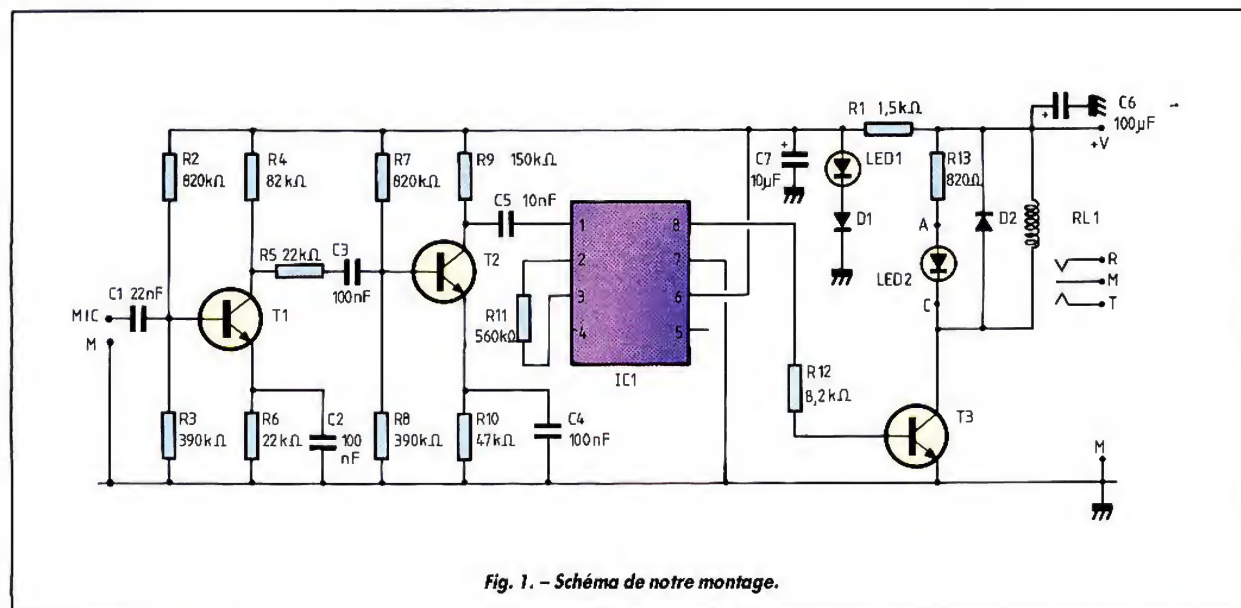 R1 1,5kΩ
C6
100µF
+V
R2
820kΩ
R4
82kΩ
R7
820kΩ
R9 150kΩ
C5 10nF
C7
10µF
LED1
D1
R13
820Ω
A
LED2
C
D2
RL1
R
M
T
R5 22kΩ
C3
100nF
T2
C1 22nF
MIC
M
T1
1
2
3
4
8
7
6
5
R11
560kΩ
IC1
R12
8,2kΩ
T3
R3
390kΩ
R6
22kΩ
C2
100
nF
R8
390kΩ
R10
47kΩ
C4
100nF
M
Fig. 1. – Schéma de notre montage.